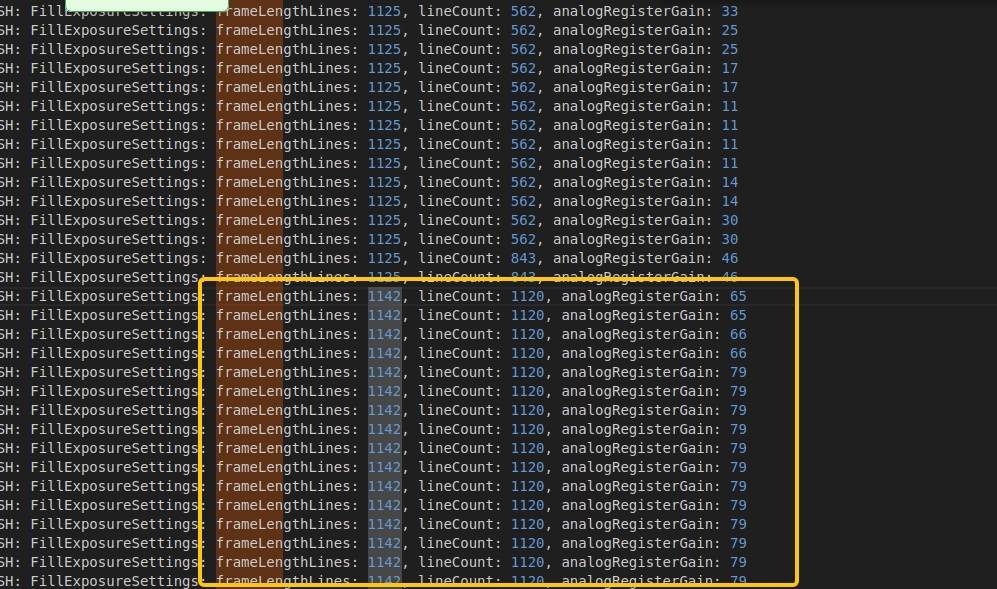 SH: FillExposureSettings: frameLengthLines: 1125, lineCount: 562, analogRegisterGain: 33
SH: FillExposureSettings: frameLengthLines: 1125, lineCount: 562, analogRegisterGain: 25
SH: FillExposureSettings: frameLengthLines: 1125, lineCount: 562, analogRegisterGain: 25
SH: FillExposureSettings: frameLengthLines: 1125, lineCount: 562, analogRegisterGain: 17
SH: FillExposureSettings: frameLengthLines: 1125, lineCount: 562, analogRegisterGain: 17
SH: FillExposureSettings: frameLengthLines: 1125, lineCount: 562, analogRegisterGain: 11
SH: FillExposureSettings: frameLengthLines: 1125, lineCount: 562, analogRegisterGain: 11
SH: FillExposureSettings: frameLengthLines: 1125, lineCount: 562, analogRegisterGain: 11
SH: FillExposureSettings: frameLengthLines: 1125, lineCount: 562, analogRegisterGain: 11
SH: FillExposureSettings: frameLengthLines: 1125, lineCount: 562, analogRegisterGain: 14
SH: FillExposureSettings: frameLengthLines: 1125, lineCount: 562, analogRegisterGain: 14
SH: FillExposureSettings: frameLengthLines: 1125, lineCount: 562, analogRegisterGain: 30
SH: FillExposureSettings: frameLengthLines: 1125, lineCount: 562, analogRegisterGain: 30
SH: FillExposureSettings: frameLengthLines: 1125, lineCount: 843, analogRegisterGain: 46
SH: FillExposureSettings: frameLengthLines: 1125, lineCount: 843, analogRegisterGain: 46
SH: FillExposureSettings: frameLengthLines: 1142, lineCount: 1120, analogRegisterGain: 65
SH: FillExposureSettings: frameLengthLines: 1142, lineCount: 1120, analogRegisterGain: 65
SH: FillExposureSettings: frameLengthLines: 1142, lineCount: 1120, analogRegisterGain: 66
SH: FillExposureSettings: frameLengthLines: 1142, lineCount: 1120, analogRegisterGain: 66
SH: FillExposureSettings: frameLengthLines: 1142, lineCount: 1120, analogRegisterGain: 79
SH: FillExposureSettings: frameLengthLines: 1142, lineCount: 1120, analogRegisterGain: 79
SH: FillExposureSettings: frameLengthLines: 1142, lineCount: 1120, analogRegisterGain: 79
SH: FillExposureSettings: frameLengthLines: 1142, lineCount: 1120, analogRegisterGain: 79
SH: FillExposureSettings: frameLengthLines: 1142, lineCount: 1120, analogRegisterGain: 79
SH: FillExposureSettings: frameLengthLines: 1142, lineCount: 1120, analogRegisterGain: 79
SH: FillExposureSettings: frameLengthLines: 1142, lineCount: 1120, analogRegisterGain: 79
SH: FillExposureSettings: frameLengthLines: 1142, lineCount: 1120, analogRegisterGain: 79
SH: FillExposureSettings: frameLengthLines: 1142, lineCount: 1120, analogRegisterGain: 79
SH: FillExposureSettings: frameLengthLines: 1142, lineCount: 1120, analogRegisterGain: 79
SH: FillExposureSettings: frameLengthLines: 1142, lineCount: 1120, analogRegisterGain: 79
SH: FillExposureSettings: frameLengthLines: 1142, lineCount: 1120, analogRegisterGain: 79